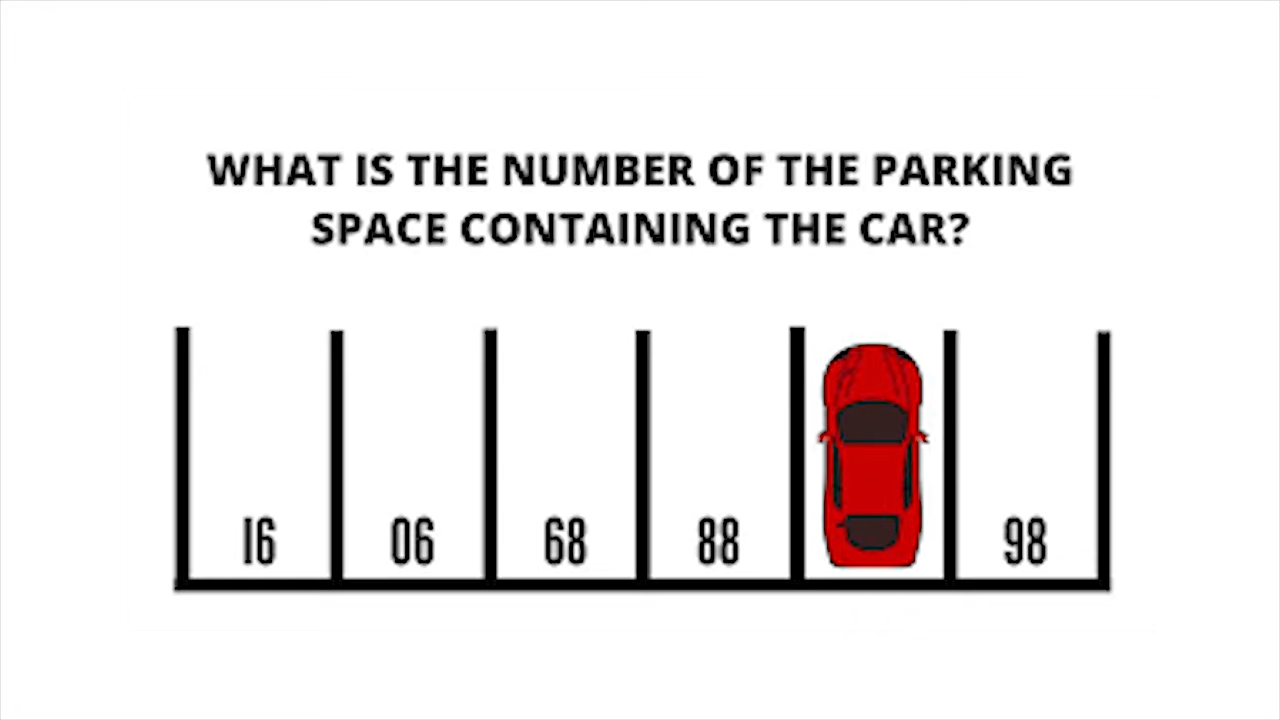 WHAT IS THE NUMBER OF THE PARKING
SPACE CONTAINING THE CAR?
16 06 68 88 98